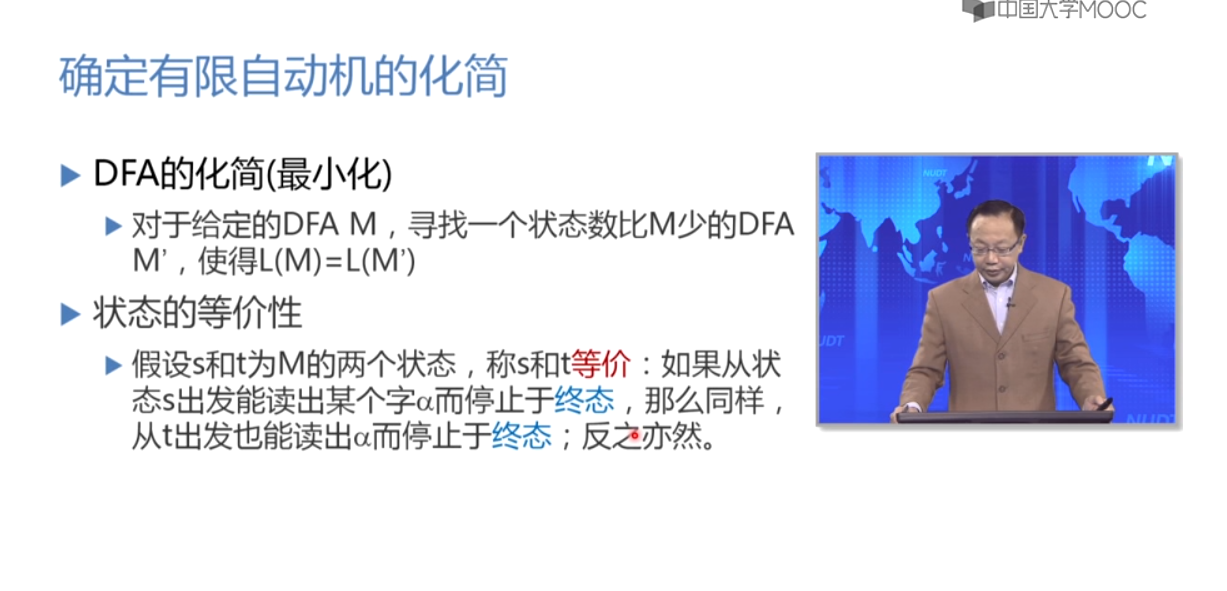 中国大学MOOC
确定有限自动机的化简
DFA的化简(最小化)
对于给定的DFA M，寻找一个状态数比M少的DFA
M’，使得L(M)=L(M’)
状态的等价性
假设s和t为M的两个状态，称s和t等价：如果从状
态s出发能读出某个字α而停止于终态，那么同样，
从t出发也能读出α而停止于终态；反之亦然。
NUDT
UDT
NUDT